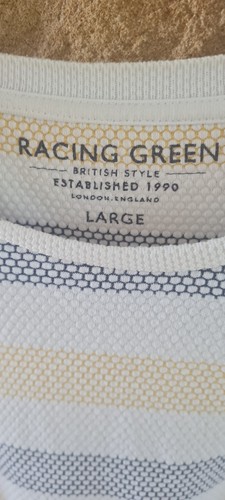 RACING GREEN
BRITISH STYLE
ESTABLISHED 1990
LONDON, ENGLAND
LARGE